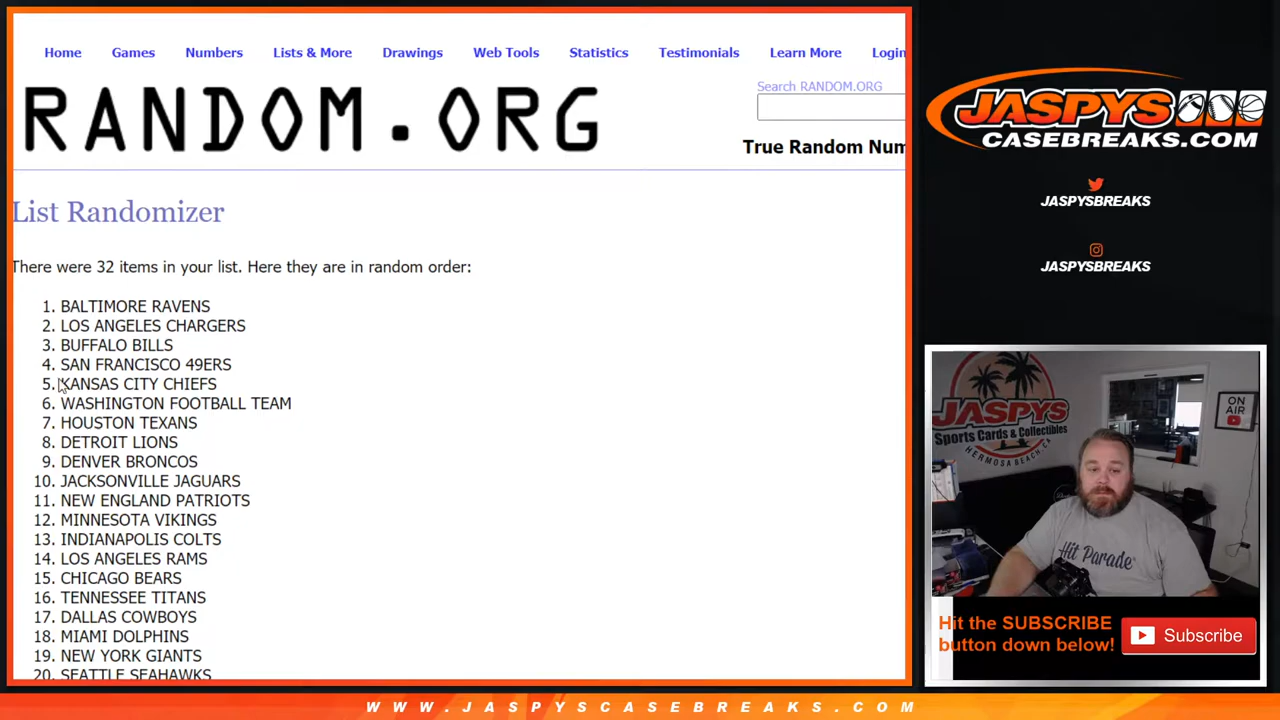 Home Games Numbers Lists & More Drawings Web Tools Statistics Testimonials Learn More Login
RANDOM.ORG
Search RANDOM.ORG
True Random Num
List Randomizer
There were 32 items in your list. Here they are in random order:
1. BALTIMORE RAVENS
2. LOS ANGELES CHARGERS
3. BUFFALO BILLS
4. SAN FRANCISCO 49ERS
5. KANSAS CITY CHIEFS
6. WASHINGTON FOOTBALL TEAM
7. HOUSTON TEXANS
8. DETROIT LIONS
9. DENVER BRONCOS
10. JACKSONVILLE JAGUARS
11. NEW ENGLAND PATRIOTS
12. MINNESOTA VIKINGS
13. INDIANAPOLIS COLTS
14. LOS ANGELES RAMS
15. CHICAGO BEARS
16. TENNESSEE TITANS
17. DALLAS COWBOYS
18. MIAMI DOLPHINS
19. NEW YORK GIANTS
20. SEATTLE SEAHAWKS
JASPYS
CASEBREAKS.COM
JASPYSBREAKS
JASPYSBREAKS
JASPYS
Sports Cards & Collectibles
HERMOSA BEACH, CA
ON AIR
Hit Parade
Hit the SUBSCRIBE
button down below!
Subscribe
WWW.JASPYSCASEBREAKS.COM